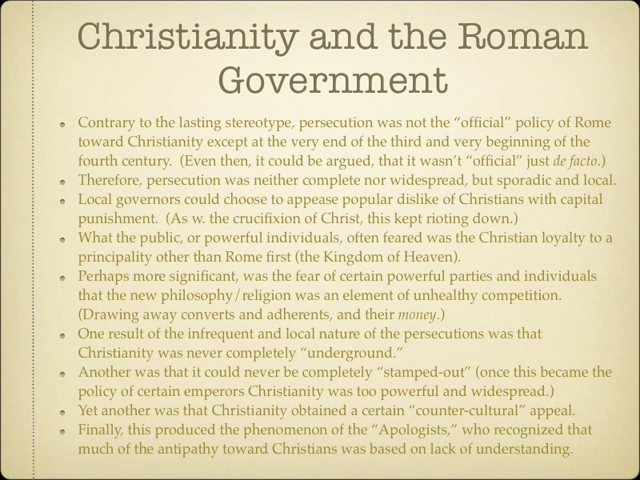 Christianity and the Roman
Government
Contrary to the lasting stereotype, persecution was not the “official” policy of Rome
toward Christianity except at the very end of the third and very beginning of the
fourth century. (Even then, it could be argued, that it wasn’t “official” just de facto.)
Therefore, persecution was neither complete nor widespread, but sporadic and local.
Local governors could choose to appease popular dislike of Christians with capital
punishment. (As w. the crucifixion of Christ, this kept rioting down.)
What the public, or powerful individuals, often feared was the Christian loyalty to a
principality other than Rome first (the Kingdom of Heaven).
Perhaps more significant, was the fear of certain powerful parties and individuals
that the new philosophy/religion was an element of unhealthy competition.
(Drawing away converts and adherents, and their money.)
One result of the infrequent and local nature of the persecutions was that
Christianity was never completely “underground.”
Another was that it could never be completely “stamped-out” (once this became the
policy of certain emperors Christianity was too powerful and widespread.)
Yet another was that Christianity obtained a certain “counter-cultural” appeal.
Finally, this produced the phenomenon of the “Apologists,” who recognized that
much of the antipathy toward Christians was based on lack of understanding.